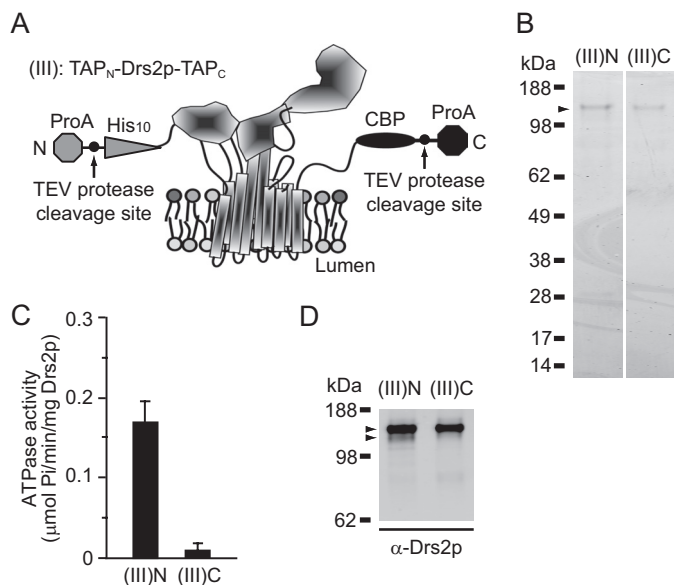 A
(III): TAPN-Drs2p-TAPC
ProA
His10
N
TEV protease
cleavage site
CBP
ProA
C
TEV protease
cleavage site
Lumen
B
(III)N (III)C
kDa
188
98
62
49
38
28
17
14
C
ATPase activity
(μmol Pi/min/mg Drs2p)
0.3
0.2
0.1
0
(III)N (III)C
D
(III)N (III)C
kDa
188
98
62
α-Drs2p